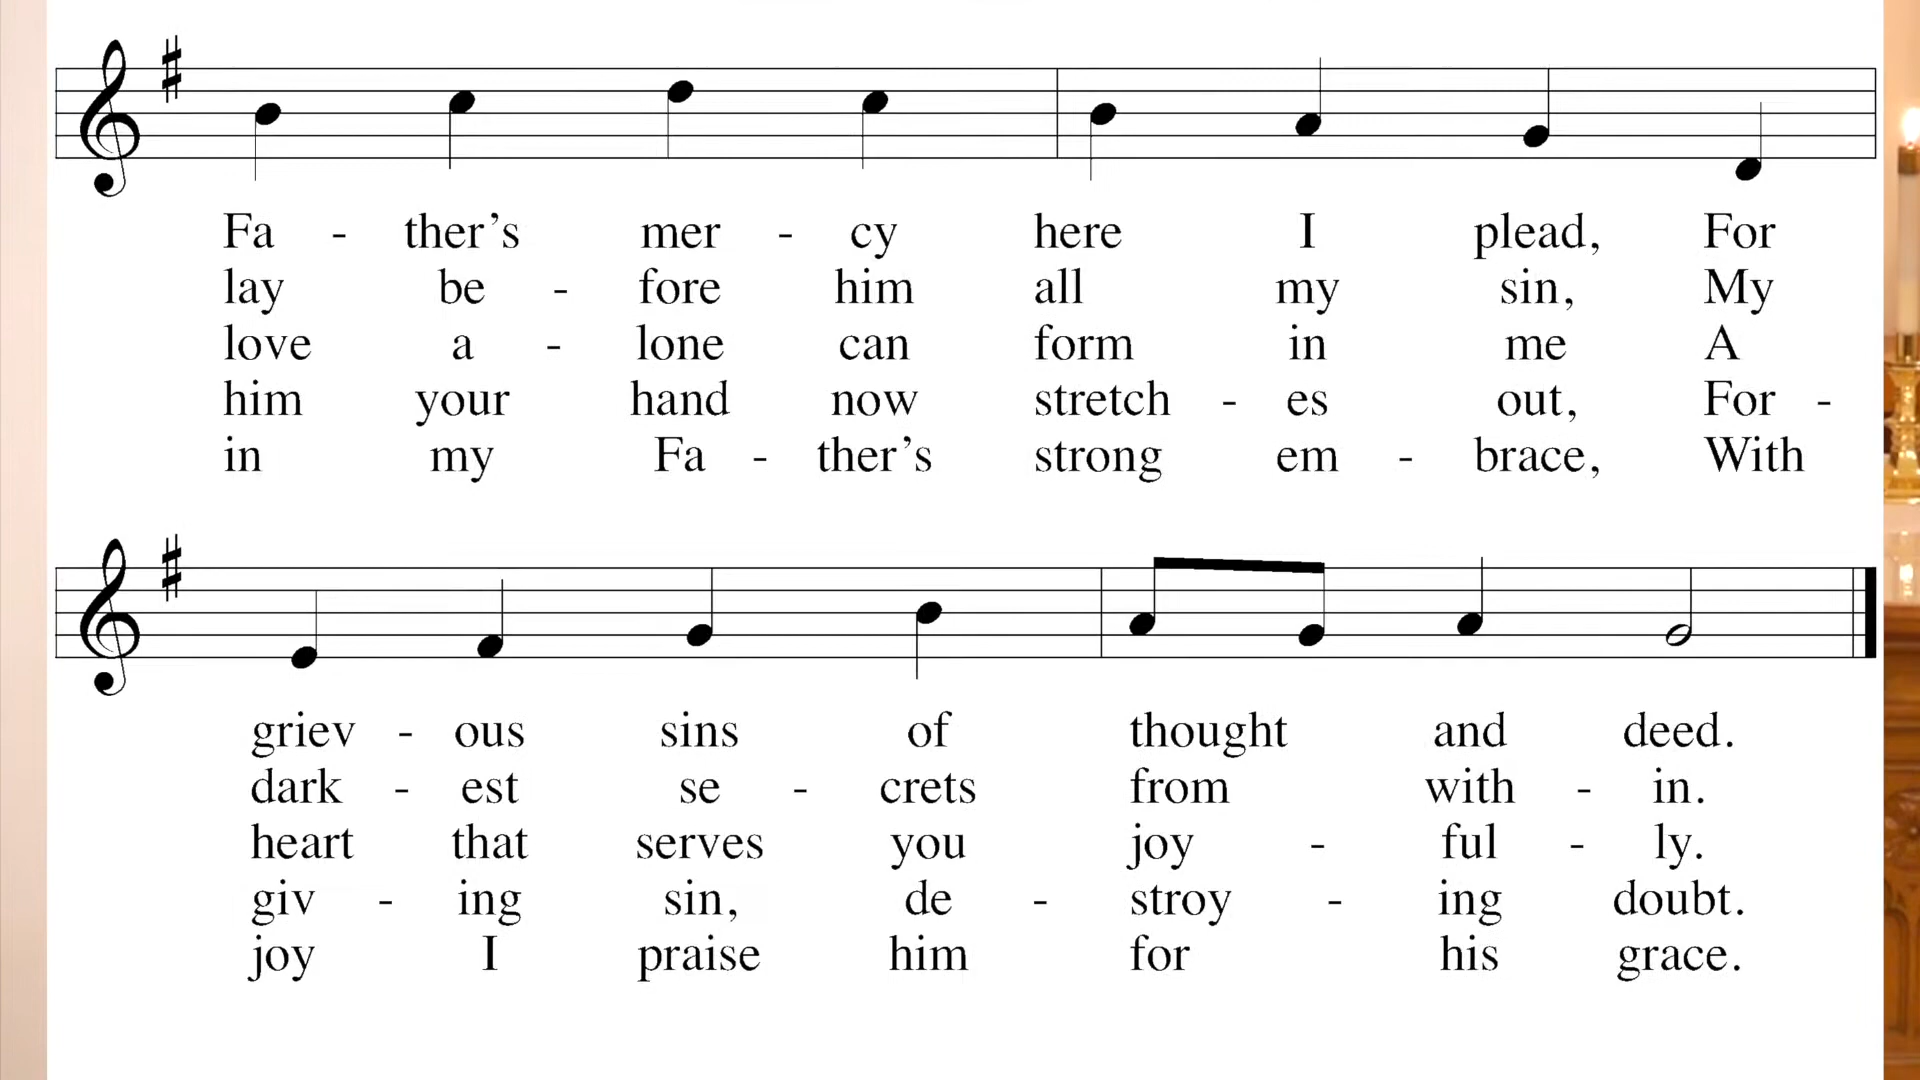 Fa - ther’s mer - cy here I plead, For
lay be - fore him all my sin, My
love a - lone can form in me A
him your hand now stretch - es out, For -
in my Fa - ther’s strong em - brace, With
griev - ous sins of thought and deed.
dark - est se - crets from with - in.
heart that serves you joy - ful - ly.
giv - ing sin, de - stroy - ing doubt.
joy I praise him for his grace.